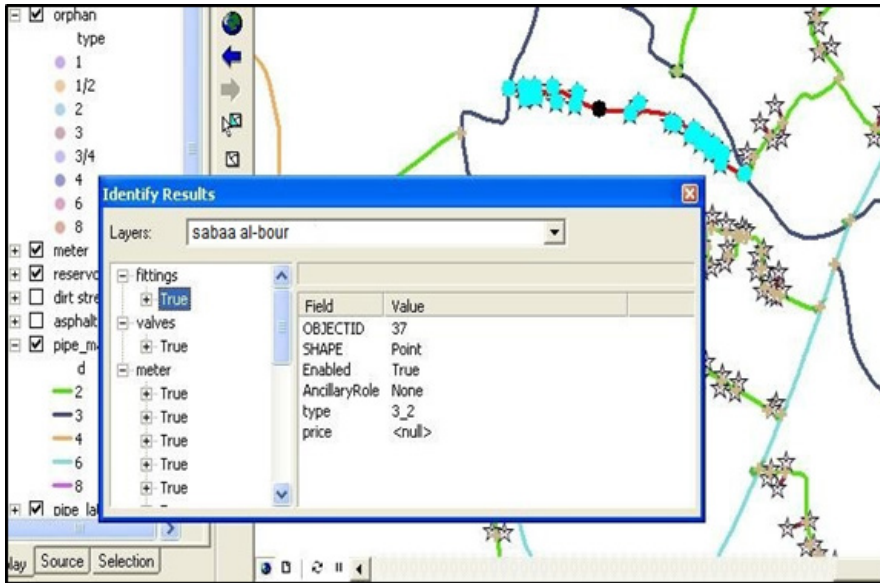 orphan
type
1
1/2
2
3
3/4
4
6
8
meter
reservo
dirt stre
asphalt
pipe_m
d
2
3
4
6
8
pipe lat
Source
Selection
Identify Results
Layers:
sabaa al-bour
fittings
True
valves
True
meter
True
True
True
True
True
Field Value
OBJECTID 37
SHAPE Point
Enabled True
AncillaryRole None
type 3_2
price <null>